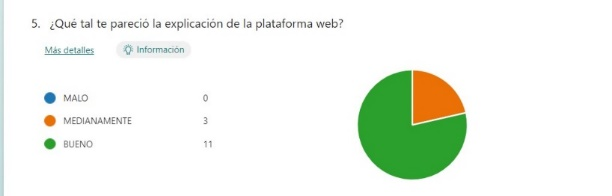 5. ¿Qué tal te pareció la explicación de la plataforma web?
Más detalles Información
MALO 0
MEDIANAMENTE 3
BUENO 11